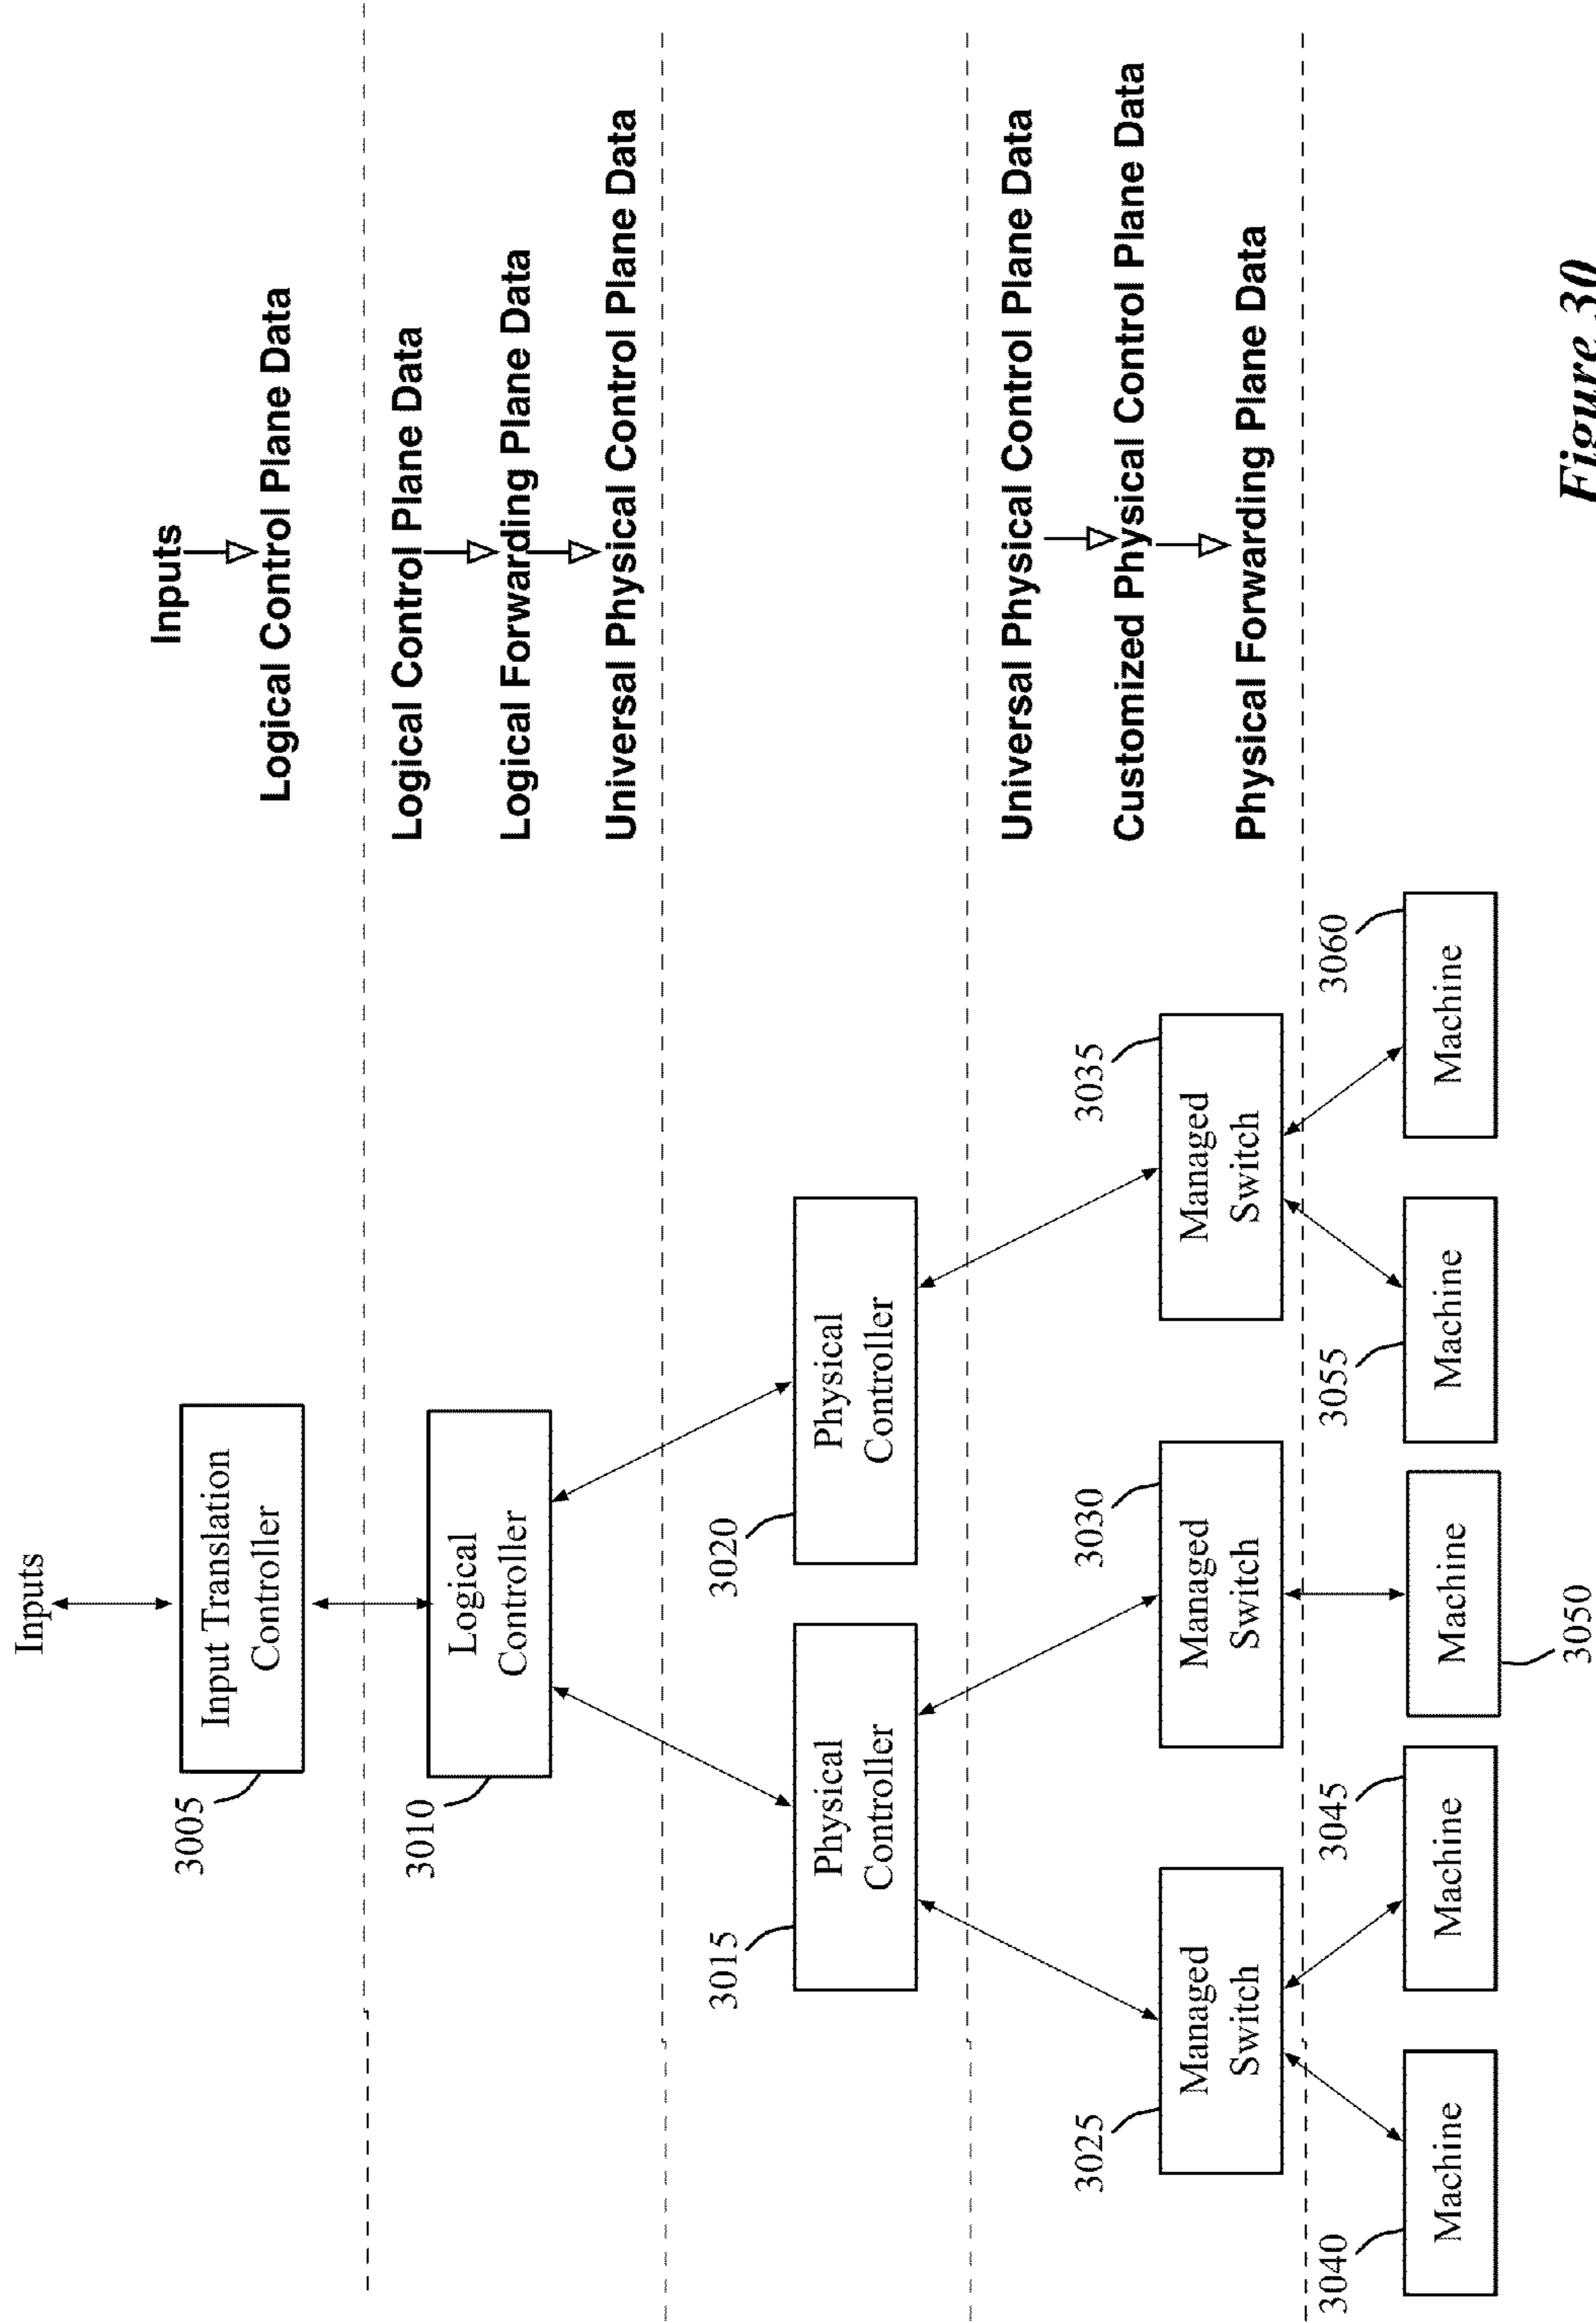 Inputs
Input Translation
Controller
3005
Inputs
Logical Control Plane Data
Logical
Controller
3010
Logical Control Plane Data
Logical Forwarding Plane Data
Universal Physical Control Plane Data
3015
Physical
Controller
3020
Physical
Controller
3025
Managed
Switch
3030
Managed
Switch
3035
Managed
Switch
Universal Physical Control Plane Data
Customized Physical Control Plane Data
Physical Forwarding Plane Data
3040
Machine
3045
Machine
Machine
3050
3055
Machine
3060
Machine
Figure 30